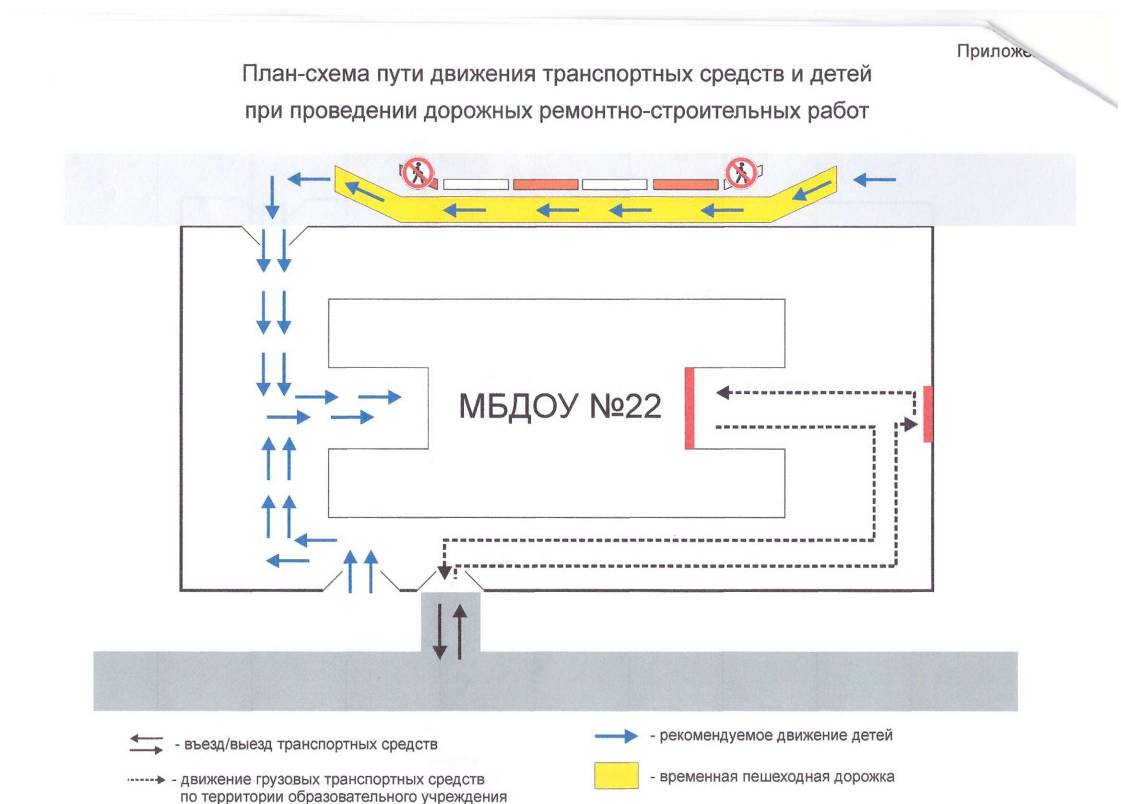 План-схема пути движения транспортных средств и детей
при проведении дорожных ремонтно-строительных работ
МБДОУ №22
- въезд/выезд транспортных средств
- движение грузовых транспортных средств
по территории образовательного учреждения
- рекомендуемое движение детей
- временная пешеходная дорожка